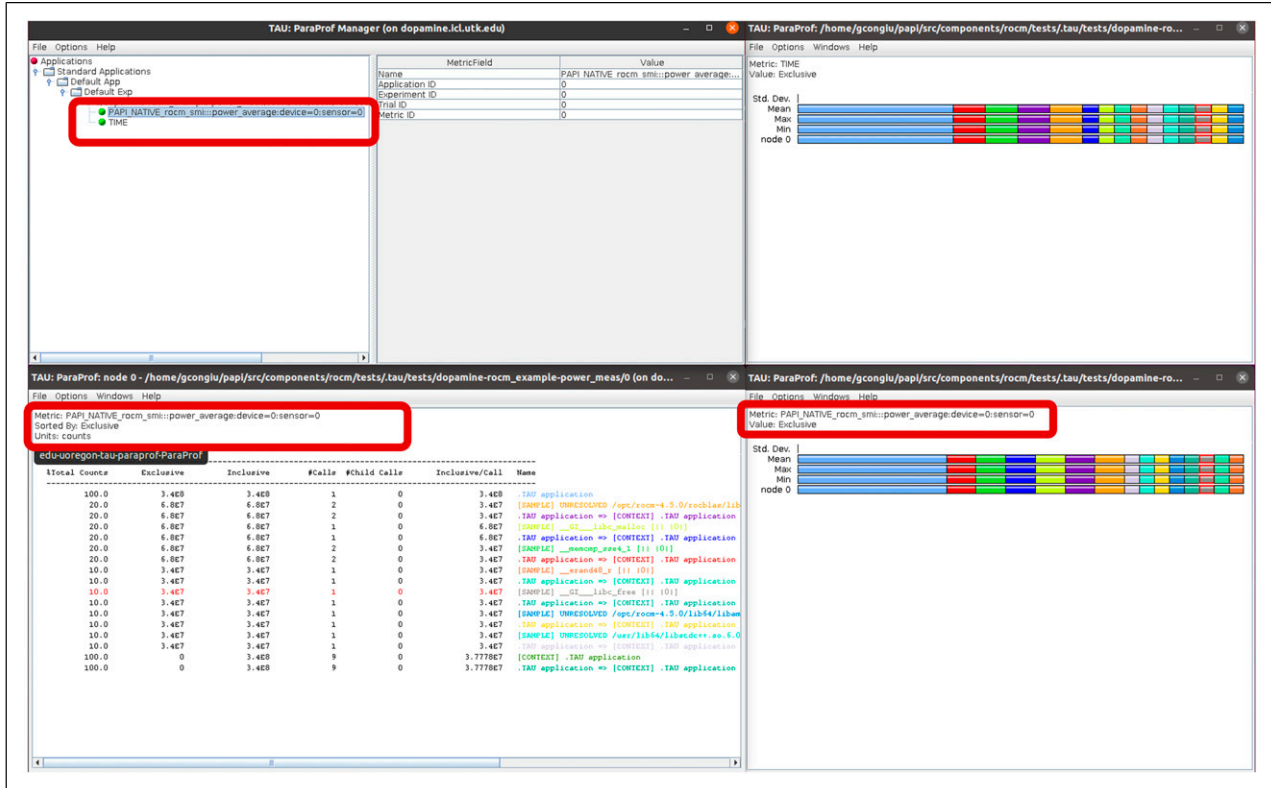 TAU: ParaProf Manager (on dopamine.icl.utk.edu)
File Options Help
Applications
Standard Applications
Default App
Default Exp
PAPI_NATIVE_rocm_smi:::power_average:device=0:sensor=0
TIME
MetricField Value
Name PAPI_NATIVE_rocm_smi:::power_average:...
Application ID 0
Experiment ID 0
Trial ID 0
Metric ID 0
TAU: ParaProf: /home/gcongiu/papi/src/components/rocm/tests/.tau/tests/dopamine-ro...
File Options Windows Help
Metric: TIME
Value: Exclusive
Std. Dev.
Mean
Max
Min
node 0
TAU: ParaProf: node 0 - /home/gcongiu/papi/src/components/rocm/tests/.tau/tests/dopamine-rocm_example-power_meas/0 (on do...
File Options Windows Help
Metric: PAPI_NATIVE_rocm_smi:::power_average:device=0:sensor=0
Sorted By: Exclusive
Units: counts
edu-uoregon-tau-paraprof-ParaProf
%Total Counts Exclusive Inclusive #Calls #Child Calls Inclusive/Call Name
100.0 3.4E8 3.4E8 1 0 3.4E8 .TAU application
20.0 6.8E7 6.8E7 2 0 3.4E7 [SAMPLE] UNRESOLVED /opt/rocm-4.5.0/rocblas/lib
20.0 6.8E7 6.8E7 2 0 3.4E7 .TAU application => [CONTEXT] .TAU application
20.0 6.8E7 6.8E7 1 0 6.8E7 [SAMPLE] __GI___libc_malloc [{} {0}]
20.0 6.8E7 6.8E7 1 0 6.8E7 .TAU application => [CONTEXT] .TAU application
20.0 6.8E7 6.8E7 2 0 3.4E7 [SAMPLE] __memcmp_sse4_1 [{} {0}]
20.0 6.8E7 6.8E7 2 0 3.4E7 .TAU application => [CONTEXT] .TAU application
10.0 3.4E7 3.4E7 1 0 3.4E7 [SAMPLE] __erand48_r [{} {0}]
10.0 3.4E7 3.4E7 1 0 3.4E7 .TAU application => [CONTEXT] .TAU application
10.0 3.4E7 3.4E7 1 0 3.4E7 [SAMPLE] __GI___libc_free [{} {0}]
10.0 3.4E7 3.4E7 1 0 3.4E7 .TAU application => [CONTEXT] .TAU application
10.0 3.4E7 3.4E7 1 0 3.4E7 [SAMPLE] UNRESOLVED /opt/rocm-4.5.0/lib64/libam
10.0 3.4E7 3.4E7 1 0 3.4E7 .TAU application => [CONTEXT] .TAU application
10.0 3.4E7 3.4E7 1 0 3.4E7 [SAMPLE] UNRESOLVED /usr/lib64/libstdc++.so.6.0
10.0 3.4E7 3.4E7 1 0 3.4E7 .TAU application => [CONTEXT] .TAU application
100.0 0 3.4E8 9 0 3.7778E7 [CONTEXT] .TAU application
100.0 0 3.4E8 9 0 3.7778E7 .TAU application => [CONTEXT] .TAU application
TAU: ParaProf: /home/gcongiu/papi/src/components/rocm/tests/.tau/tests/dopamine-ro...
File Options Windows Help
Metric: PAPI_NATIVE_rocm_smi:::power_average:device=0:sensor=0
Value: Exclusive
Std. Dev.
Mean
Max
Min
node 0